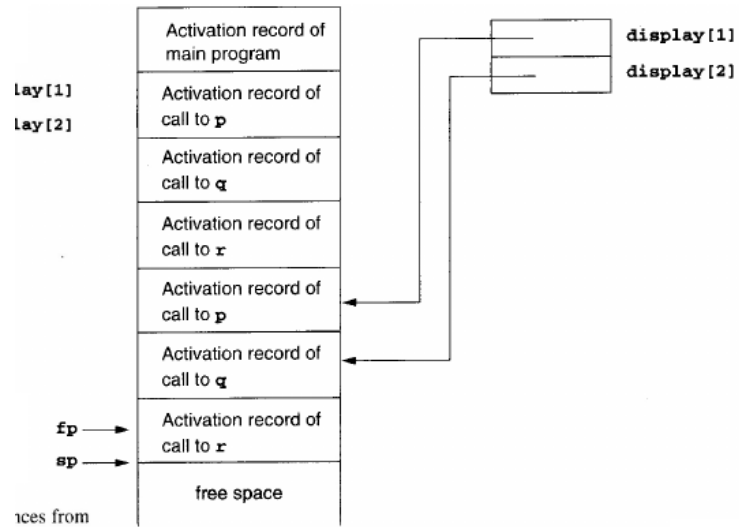 Activation record of
main program
display[1]
display[2]
lay[1]
lay[2]
Activation record of
call to p
Activation record of
call to q
Activation record of
call to r
Activation record of
call to p
Activation record of
call to q
fp
Activation record of
call to r
sp
free space
nces from